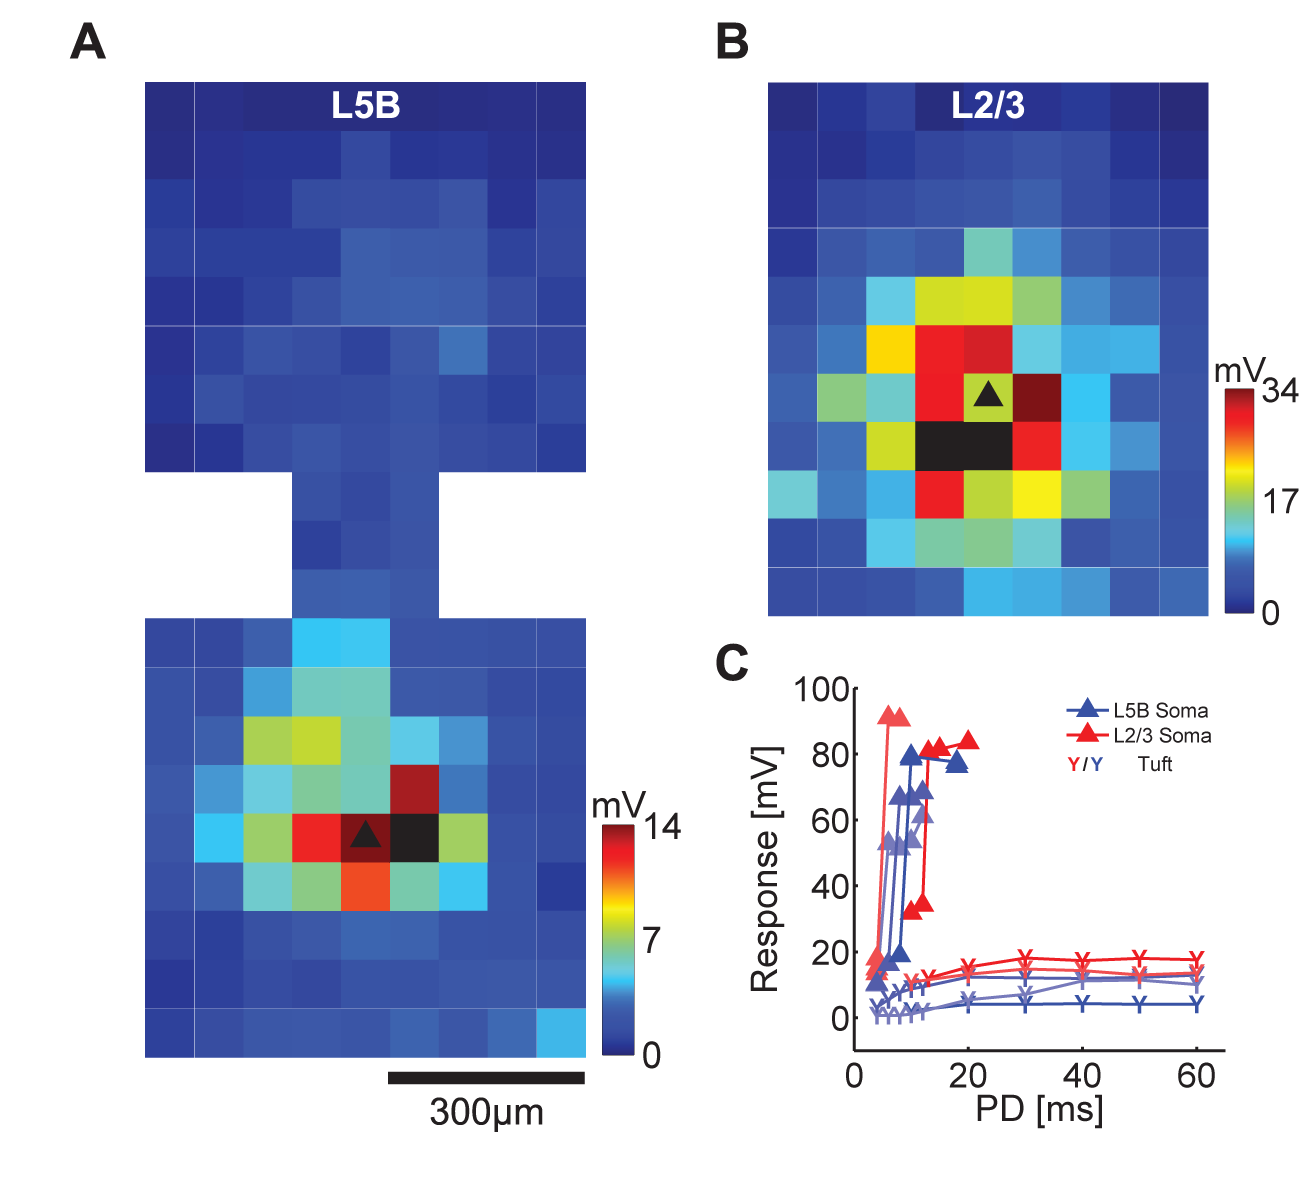 A
L5B
mV
14
7
0
300µm
B
L2/3
mV
34
17
0
C
100
80
60
40
20
0
Response [mV]
L5B Soma
L2/3 Soma
Y/Y Tuft
0 20 40 60
PD [ms]